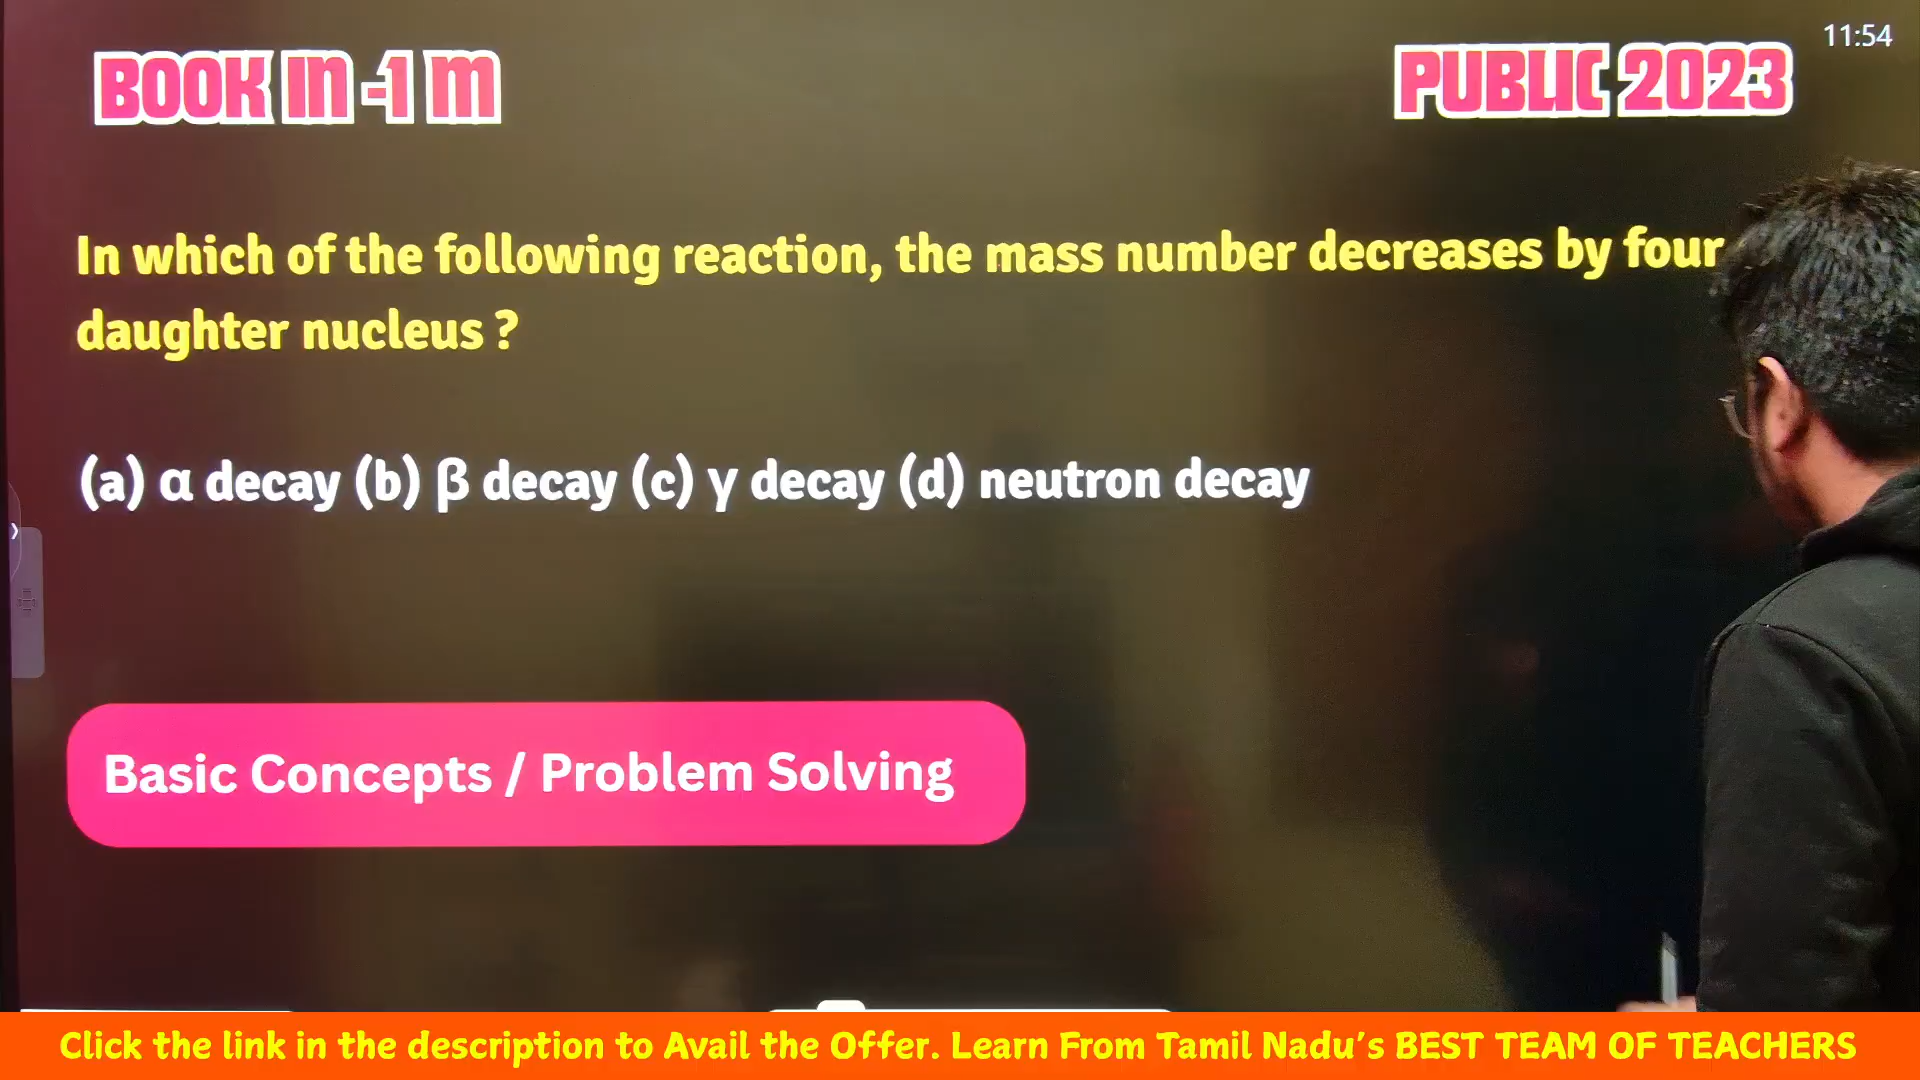 BOOK IN -1 M
PUBLIC 2023
11:54
In which of the following reaction, the mass number decreases by four
daughter nucleus ?
(a) α decay (b) β decay (c) γ decay (d) neutron decay
Basic Concepts / Problem Solving
Click the link in the description to Avail the Offer. Learn From Tamil Nadu's BEST TEAM OF TEACHERS